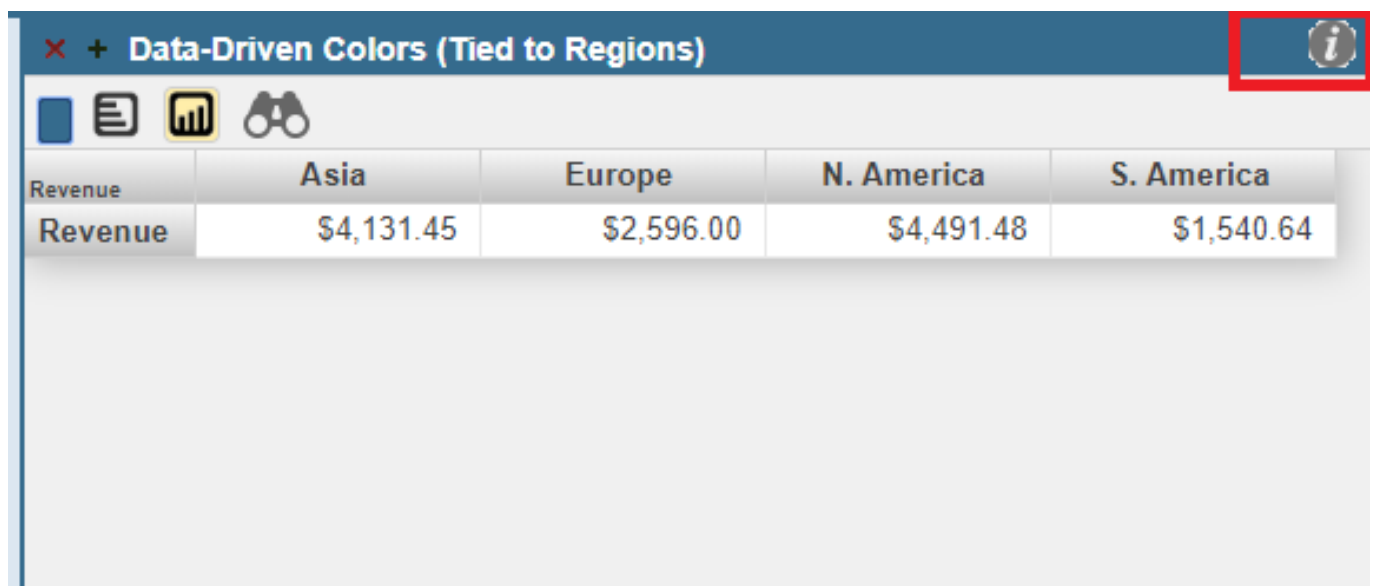 Data-Driven Colors (Tied to Regions)
Revenue Asia Europe N. America S. America
Revenue $4,131.45 $2,596.00 $4,491.48 $1,540.64